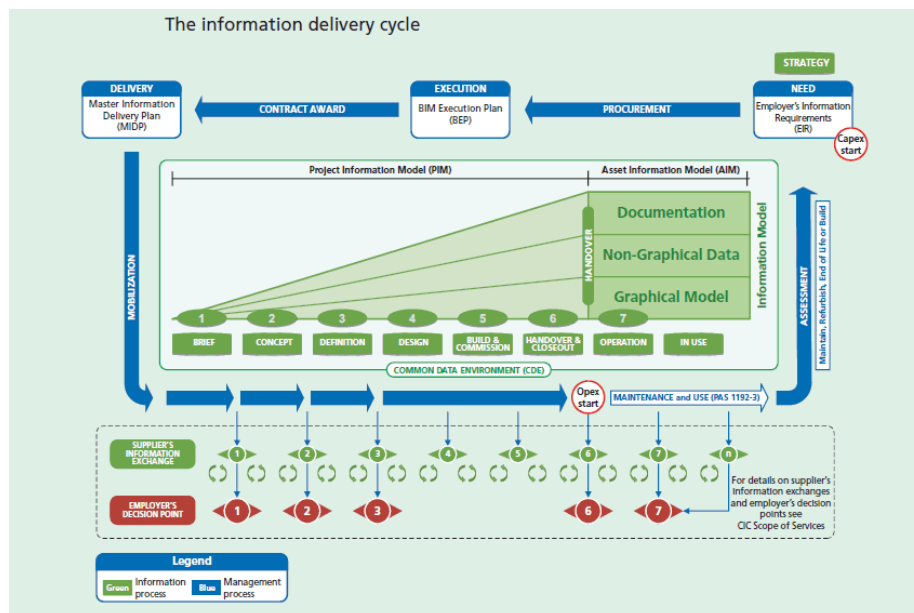 The information delivery cycle
STRATEGY
DELIVERY
Master Information
Delivery Plan
(MIDP)
CONTRACT AWARD
EXECUTION
BIM Execution Plan
(BEP)
PROCUREMENT
NEED
Employer's Information
Requirements
(EIR)
Capex
start
Project Information Model (PIM)
Asset Information Model (AIM)
MOBILIZATION
HANDOVER
Documentation
Non-Graphical Data
Graphical Model
Information Model
ASSESSMENT
Maintain, Refurbish, End of Life or Build
1 2 3 4 5 6 7
BRIEF
CONCEPT
DEFINITION
DESIGN
BUILD &
COMMISSION
HANDOVER &
CLOSEOUT
OPERATION
IN USE
COMMON DATA ENVIRONMENT (CDE)
Opex
start
MAINTENANCE and USE (PAS 1192-3)
SUPPLIER'S
INFORMATION
EXCHANGE
1 2 3 4 5 6 7 n
EMPLOYER'S
DECISION POINT
1 2 3 6 7
For details on supplier's
information exchanges
and employer's decision
points see
CIC Scope of Services
Legend
Green Information
process
Blue Management
process